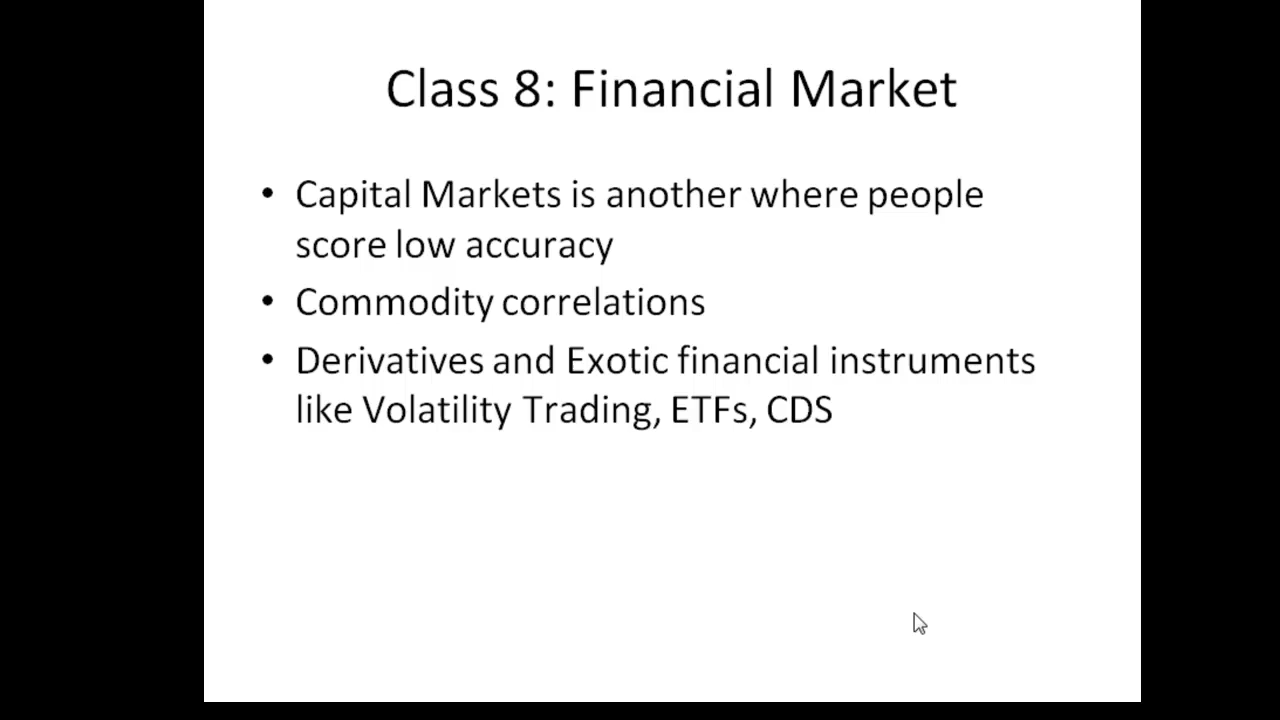 Class 8: Financial Market
• Capital Markets is another where people
score low accuracy
• Commodity correlations
• Derivatives and Exotic financial instruments
like Volatility Trading, ETFs, CDS